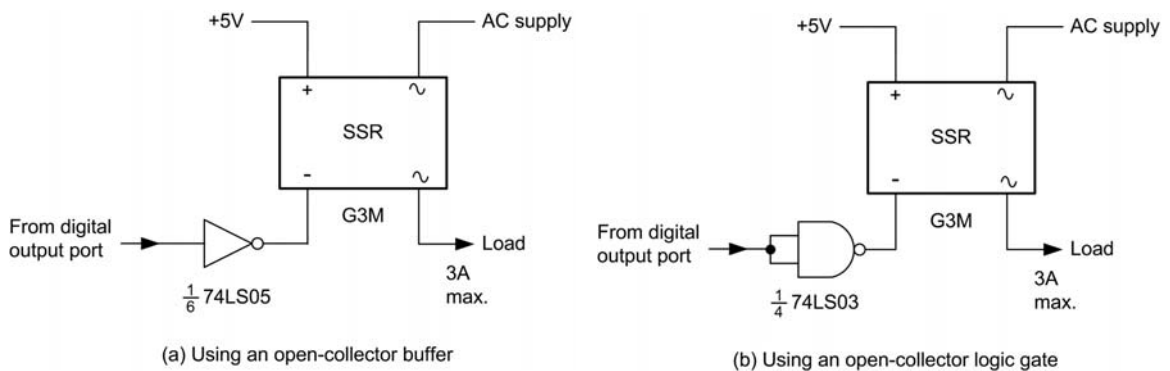 +5V
AC supply
+
∿
SSR
-
∿
G3M
From digital
output port
Load
1/6 74LS05
3A
max.
(a) Using an open-collector buffer
+5V
AC supply
+
∿
SSR
-
∿
G3M
From digital
output port
Load
1/4 74LS03
3A
max.
(b) Using an open-collector logic gate